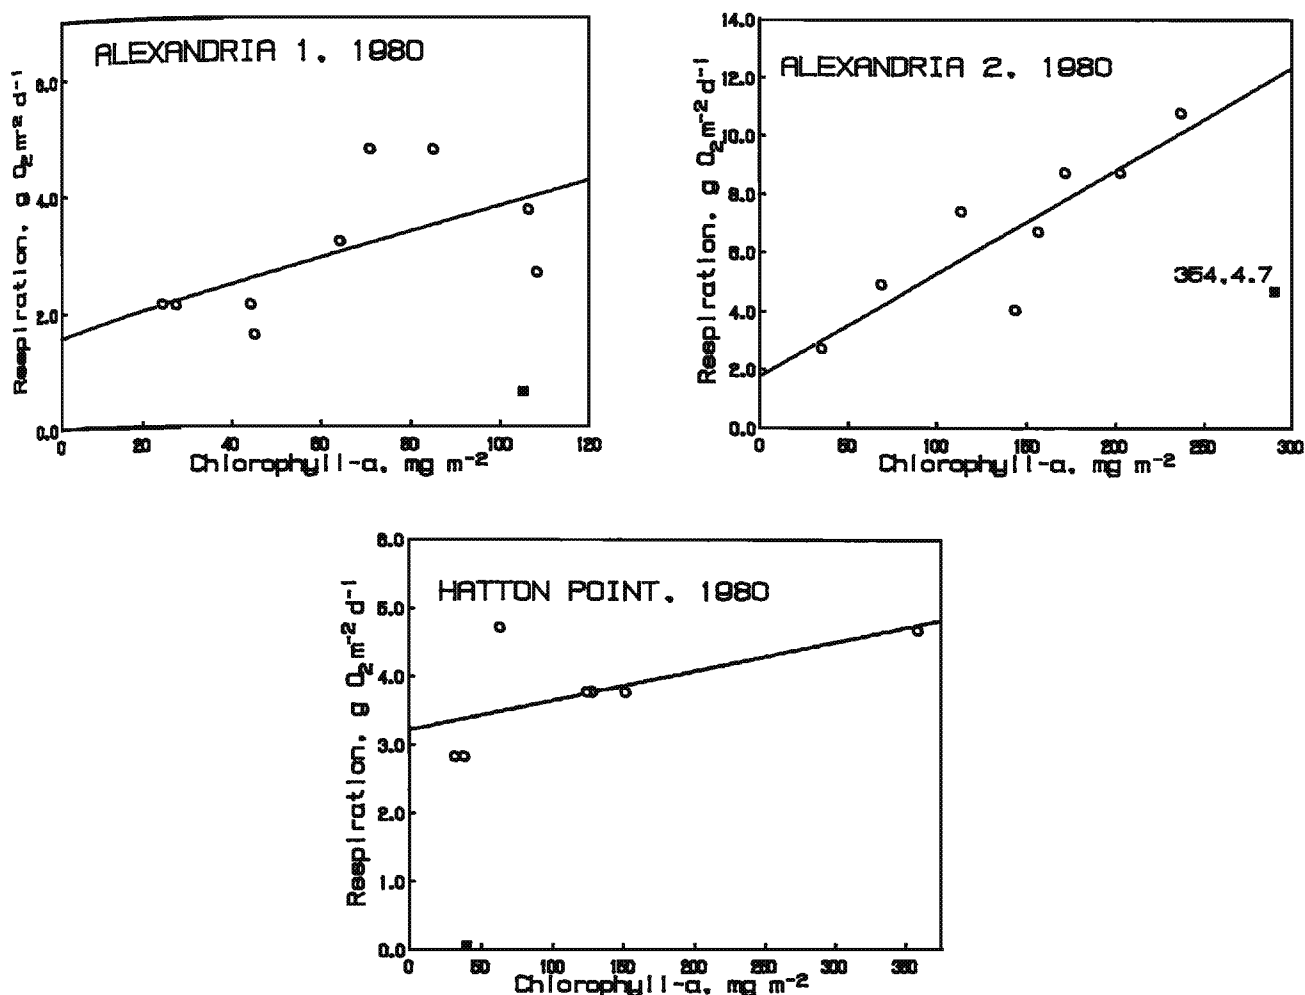 ALEXANDRIA 1. 1980
Respiration, g O₂ m⁻² d⁻¹
6.0
4.0
2.0
0.0
0 20 40 60 80 100 120
Chlorophyll-a, mg m⁻²
ALEXANDRIA 2. 1980
Respiration, g O₂ m⁻² d⁻¹
14.0
12.0
10.0
8.0
6.0
4.0
2.0
0.0
354,4.7
0 50 100 150 200 250 300
Chlorophyll-a, mg m⁻²
HATTON POINT. 1980
Respiration, g O₂ m⁻² d⁻¹
6.0
5.0
4.0
3.0
2.0
1.0
0.0
0 50 100 150 200 250 300 350
Chlorophyll-a, mg m⁻²